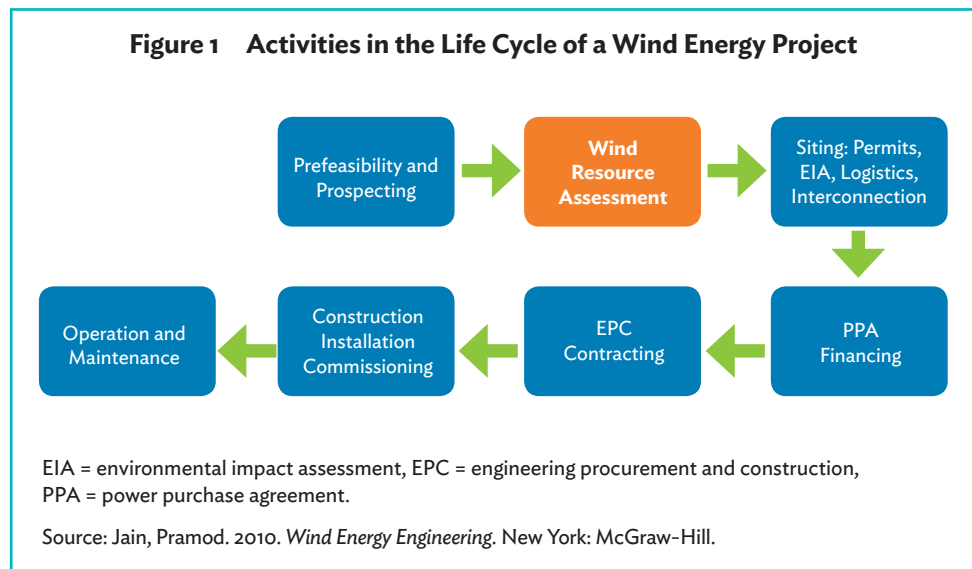 Figure 1 Activities in the Life Cycle of a Wind Energy Project
Prefeasibility and
Prospecting
Wind
Resource
Assessment
Siting: Permits,
EIA, Logistics,
Interconnection
PPA
Financing
EPC
Contracting
Construction
Installation
Commissioning
Operation and
Maintenance
EIA = environmental impact assessment, EPC = engineering procurement and construction,
PPA = power purchase agreement.
Source: Jain, Pramod. 2010. Wind Energy Engineering. New York: McGraw-Hill.